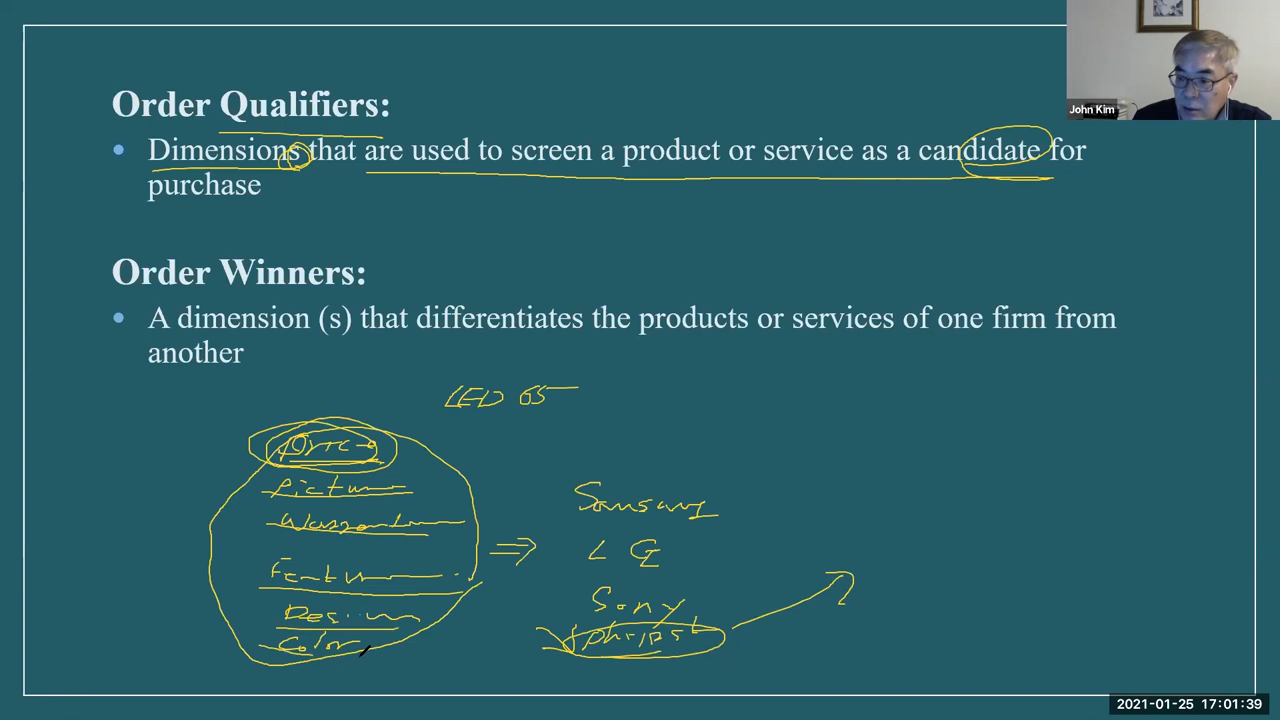 John Kim
Order Qualifiers:
• Dimensions that are used to screen a product or service as a candidate for
purchase
Order Winners:
• A dimension (s) that differentiates the products or services of one firm from
another
LED 65
Price
Picture
Features
Design
Color
Samsung
LG
Sony
2021-01-25 17:01:39